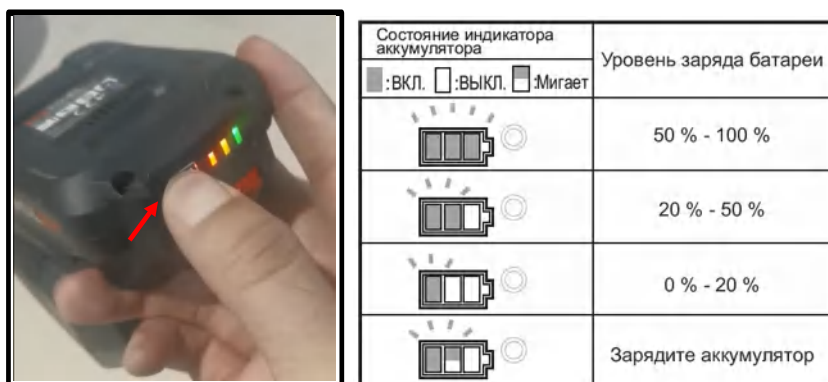 Состояние индикатора
аккумулятора
Уровень заряда батареи
:ВКЛ. :ВЫКЛ. :Мигает
50 % - 100 %
20 % - 50 %
0 % - 20 %
Зарядите аккумулятор